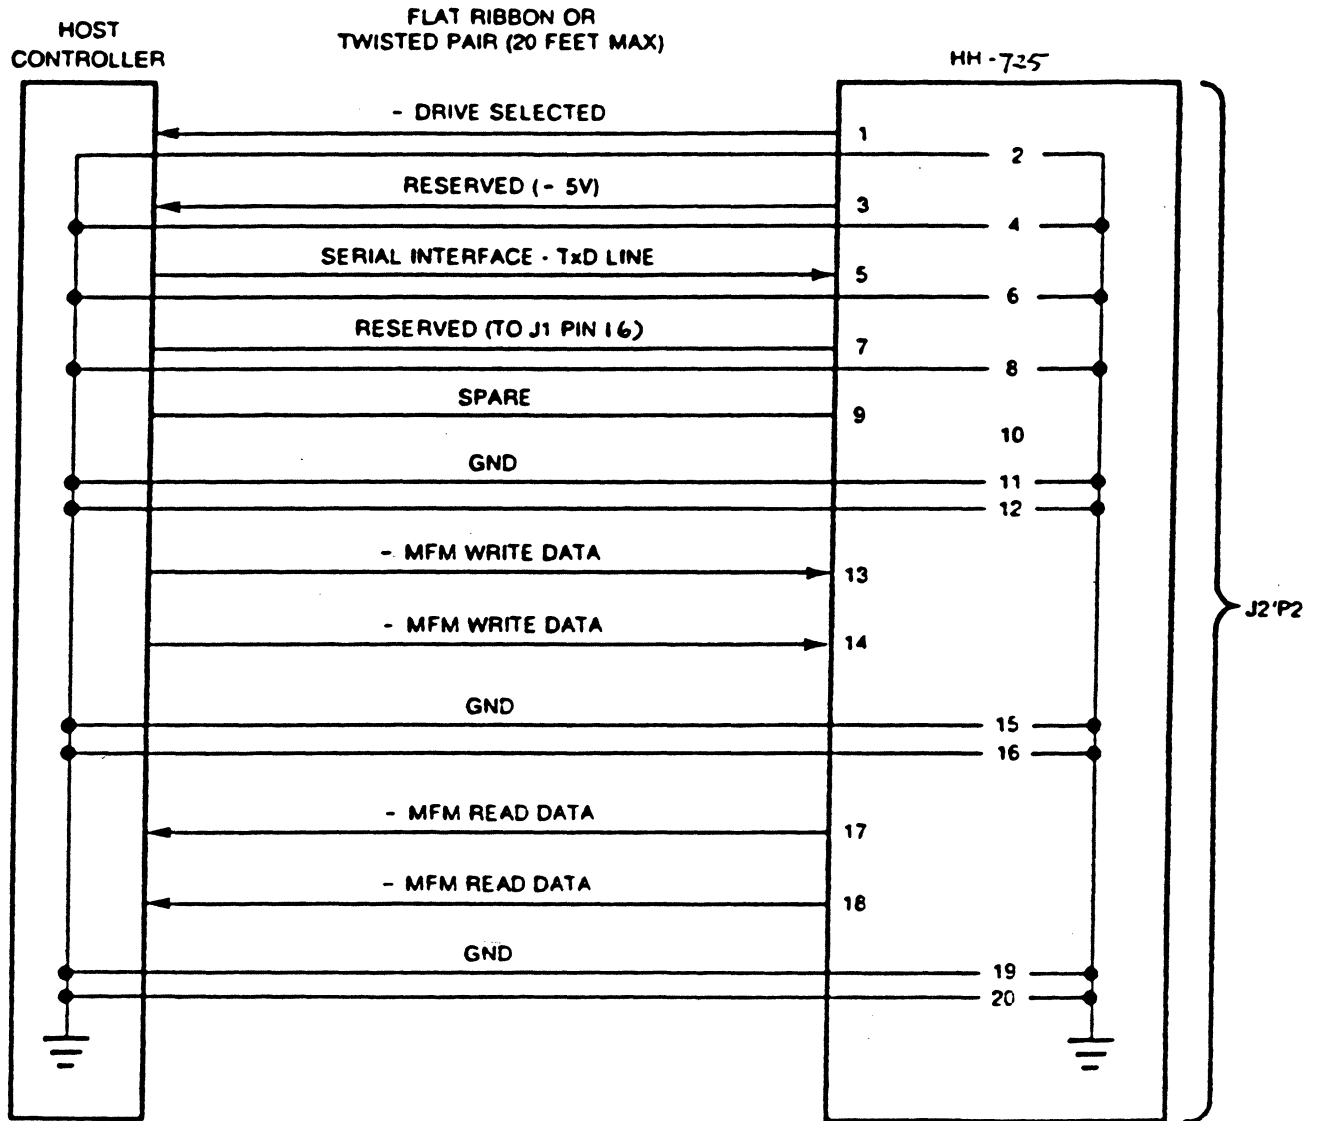 HOST
CONTROLLER
FLAT RIBBON OR
TWISTED PAIR (20 FEET MAX)
HH - 725
- DRIVE SELECTED
1
2
RESERVED (- 5V)
3
4
SERIAL INTERFACE - TxD LINE
5
6
RESERVED (TO J1 PIN 16)
7
8
SPARE
9
10
GND
11
12
- MFM WRITE DATA
13
- MFM WRITE DATA
14
GND
15
16
- MFM READ DATA
17
- MFM READ DATA
18
GND
19
20
J2'P2